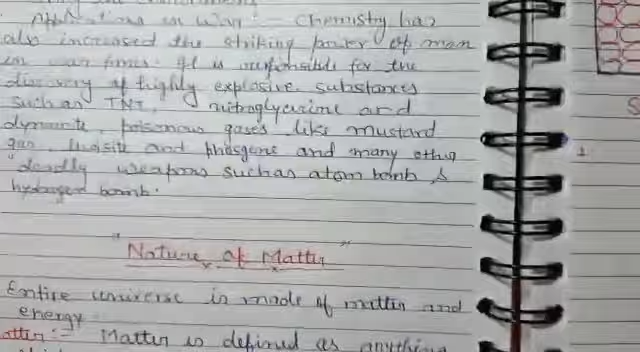 Applications in War :- Chemistry has
also increased the striking power of man
in war times. It is responsible for the
discovery of highly explosive substances
such as TNT, nitroglycerine and
dynamite, poisonous gases like mustard
gas, and phosgene and many other
deadly weapons such as atom bomb &
hydrogen bomb.
"Nature of Matter"
Entire universe is made of matter and
energy.
Matter :- Matter is defined as anything